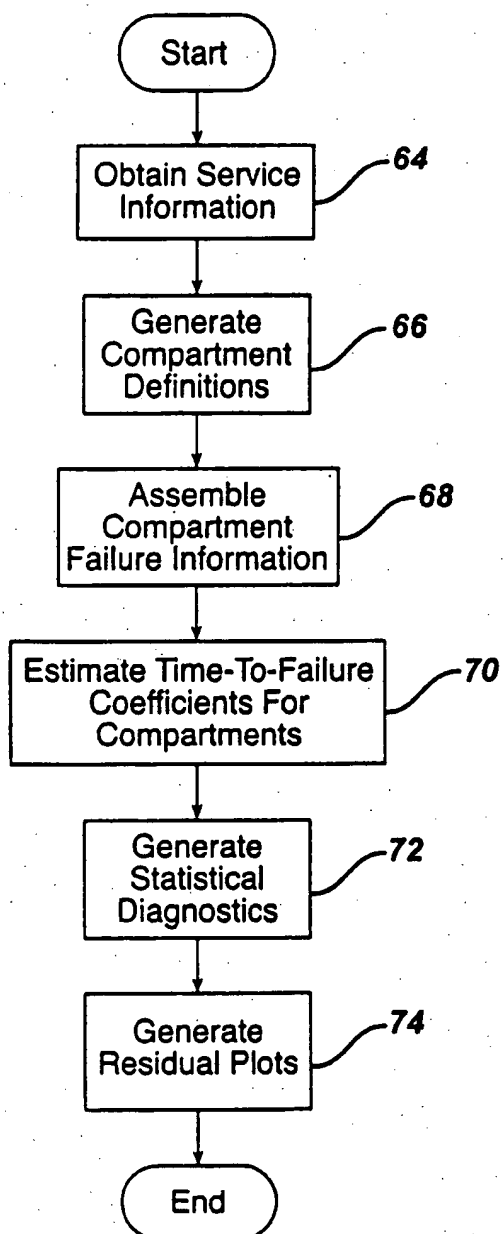 Start
Obtain Service
Information
64
Generate
Compartment
Definitions
66
Assemble
Compartment
Failure Information
68
Estimate Time-To-Failure
Coefficients For
Compartments
70
Generate
Statistical
Diagnostics
72
Generate
Residual Plots
74
End